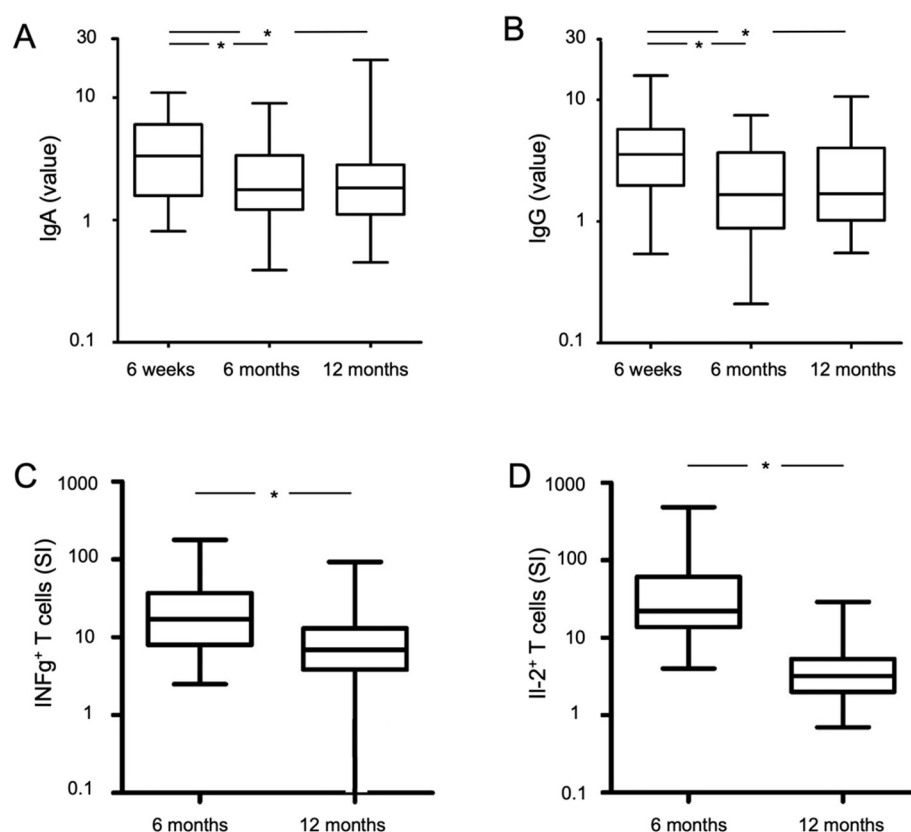 A
B
*
*
*
*
30
10
1
0.1
IgA (value)
6 weeks 6 months 12 months
30
10
1
0.1
IgG (value)
6 weeks 6 months 12 months
C
D
*
*
1000
100
10
1
0.1
INFg⁺ T cells (SI)
6 months 12 months
1000
100
10
1
0.1
Il-2⁺ T cells (SI)
6 months 12 months